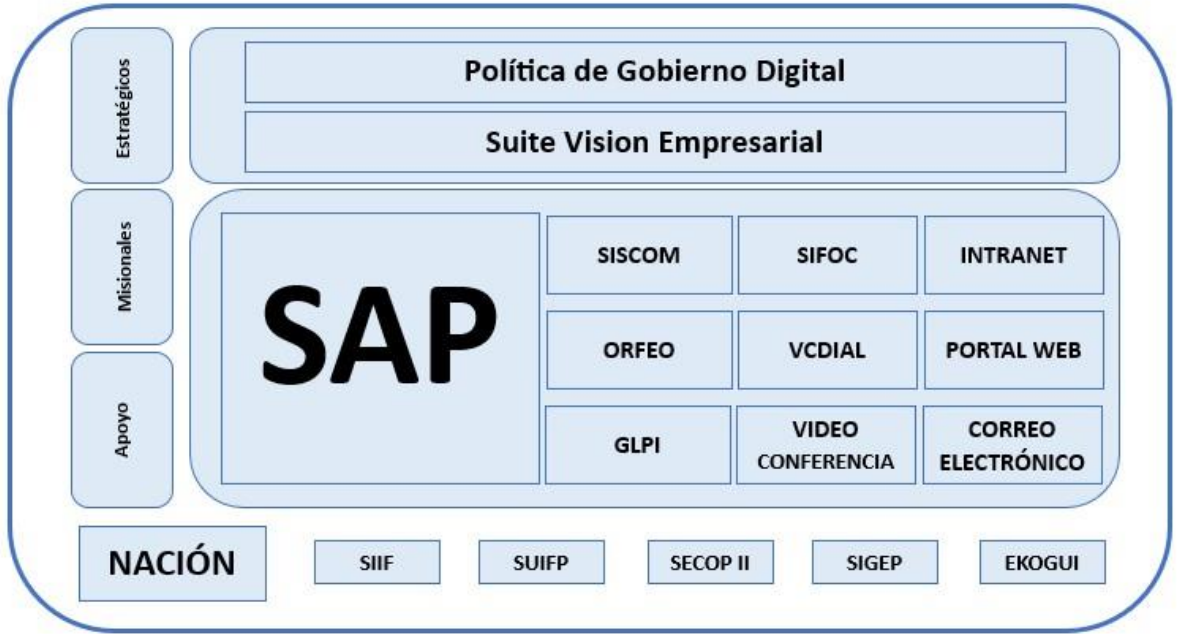 Estratégicos
Política de Gobierno Digital
Suite Vision Empresarial
Misionales
Apoyo
SAP
SISCOM
SIFOC
INTRANET
ORFEO
VCDIAL
PORTAL WEB
GLPI
VIDEO
CONFERENCIA
CORREO
ELECTRÓNICO
NACIÓN
SIIF
SUIFP
SECOP II
SIGEP
EKOGUI